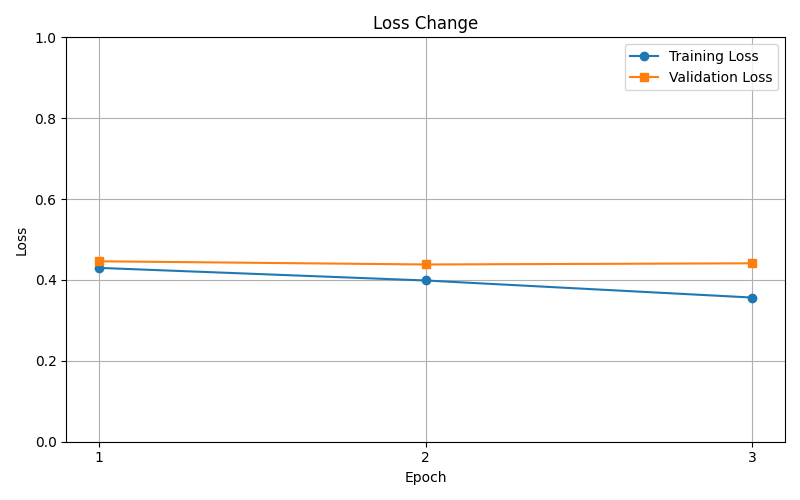 Loss Change
Training Loss
Validation Loss
1.0
0.8
0.6
0.4
0.2
0.0
Loss
1 2 3
Epoch